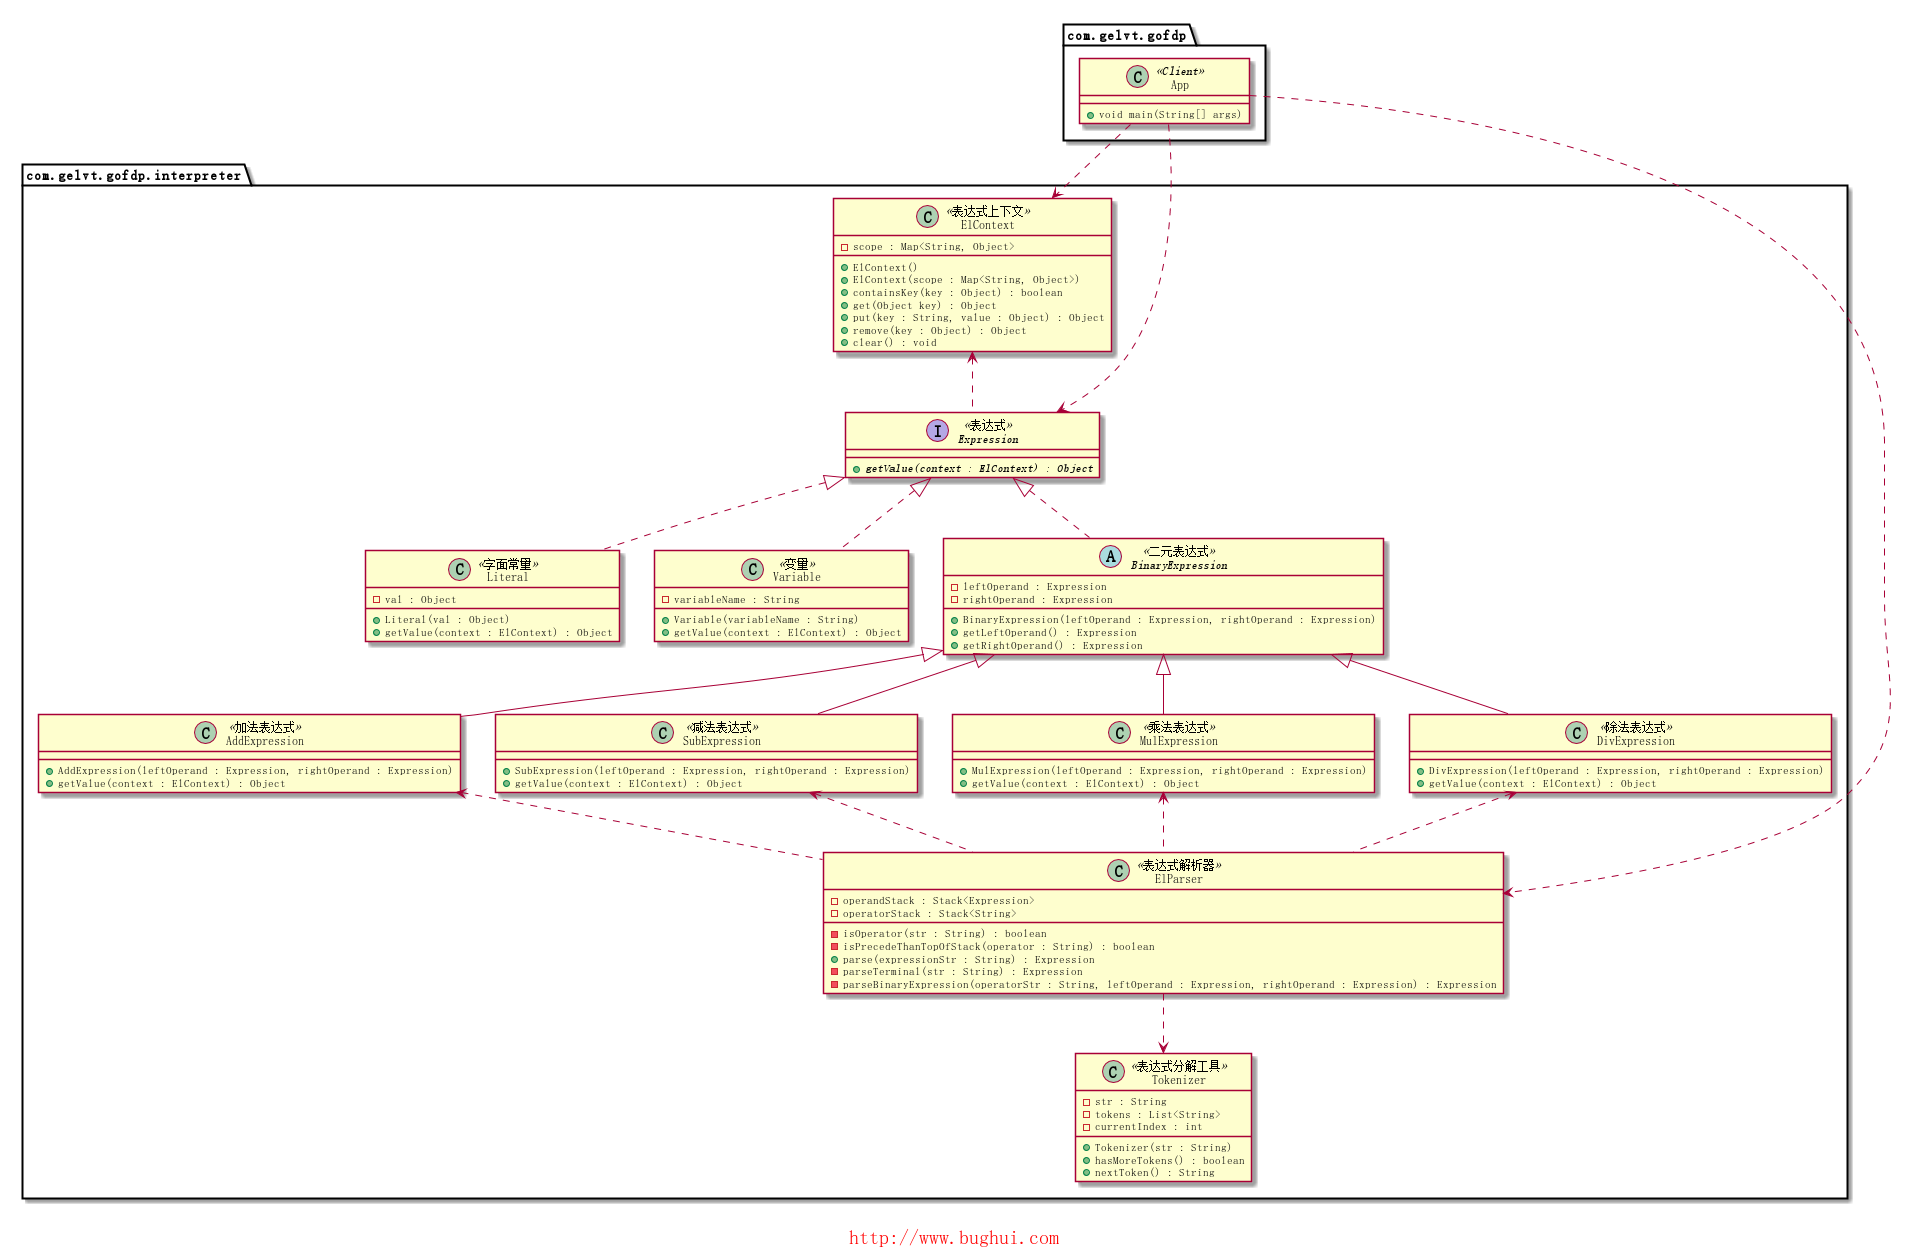 com.gelvt.gofdp
C
«Client»
App
void main(String[] args)
com.gelvt.gofdp.interpreter
C
«表达式上下文»
ElContext
scope : Map<String, Object>
ElContext()
ElContext(scope : Map<String, Object>)
containsKey(key : Object) : boolean
get(Object key) : Object
put(key : String, value : Object) : Object
remove(key : Object) : Object
clear() : void
I
«表达式»
Expression
getValue(context : ElContext) : Object
C
«字面常量»
Literal
val : Object
Literal(val : Object)
getValue(context : ElContext) : Object
C
«变量»
Variable
variableName : String
Variable(variableName : String)
getValue(context : ElContext) : Object
A
«二元表达式»
BinaryExpression
leftOperand : Expression
rightOperand : Expression
BinaryExpression(leftOperand : Expression, rightOperand : Expression)
getLeftOperand() : Expression
getRightOperand() : Expression
C
«加法表达式»
AddExpression
AddExpression(leftOperand : Expression, rightOperand : Expression)
getValue(context : ElContext) : Object
C
«减法表达式»
SubExpression
SubExpression(leftOperand : Expression, rightOperand : Expression)
getValue(context : ElContext) : Object
C
«乘法表达式»
MulExpression
MulExpression(leftOperand : Expression, rightOperand : Expression)
getValue(context : ElContext) : Object
C
«除法表达式»
DivExpression
DivExpression(leftOperand : Expression, rightOperand : Expression)
getValue(context : ElContext) : Object
C
«表达式解析器»
ElParser
operandStack : Stack<Expression>
operatorStack : Stack<String>
isOperator(str : String) : boolean
isPrecedeThanTopOfStack(operator : String) : boolean
parse(expressionStr : String) : Expression
parseTerminal(str : String) : Expression
parseBinaryExpression(operatorStr : String, leftOperand : Expression, rightOperand : Expression) : Expression
C
«表达式分解工具»
Tokenizer
str : String
tokens : List<String>
currentIndex : int
Tokenizer(str : String)
hasMoreTokens() : boolean
nextToken() : String
http://www.bughui.com